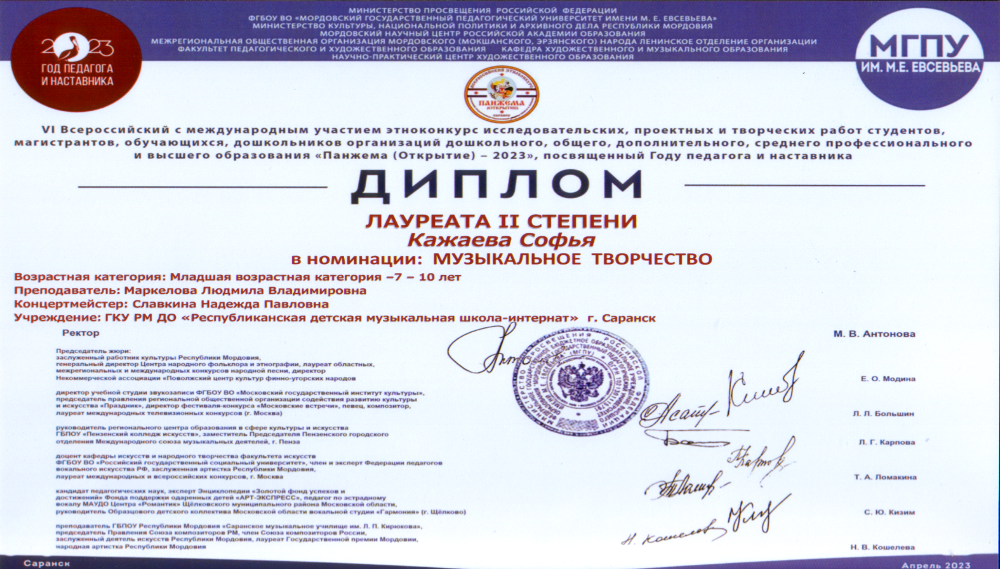 МИНИСТЕРСТВО ПРОСВЕЩЕНИЯ РОССИЙСКОЙ ФЕДЕРАЦИИ
ФГБОУ ВО «МОРДОВСКИЙ ГОСУДАРСТВЕННЫЙ ПЕДАГОГИЧЕСКИЙ УНИВЕРСИТЕТ ИМЕНИ М. Е. ЕВСЕВЬЕВА»
МИНИСТЕРСТВО КУЛЬТУРЫ, НАЦИОНАЛЬНОЙ ПОЛИТИКИ И АРХИВНОГО ДЕЛА РЕСПУБЛИКИ МОРДОВИЯ
МОРДОВСКИЙ НАУЧНЫЙ ЦЕНТР РОССИЙСКОЙ АКАДЕМИИ ОБРАЗОВАНИЯ
МЕЖРЕГИОНАЛЬНАЯ ОБЩЕСТВЕННАЯ ОРГАНИЗАЦИЯ МОРДОВСКОГО (МОКШАНСКОГО, ЭРЗЯНСКОГО) НАРОДА ЛЕНИНСКОЕ ОТДЕЛЕНИЕ ОРГАНИЗАЦИИ
ФАКУЛЬТЕТ ПЕДАГОГИЧЕСКОГО И ХУДОЖЕСТВЕННОГО ОБРАЗОВАНИЯ КАФЕДРА ХУДОЖЕСТВЕННОГО И МУЗЫКАЛЬНОГО ОБРАЗОВАНИЯ
НАУЧНО-ПРАКТИЧЕСКИЙ ЦЕНТР ХУДОЖЕСТВЕННОГО ОБРАЗОВАНИЯ
2023
ГОД ПЕДАГОГА
И НАСТАВНИКА
МГПУ
ИМ. М.Е. ЕВСЕВЬЕВА
ВСЕРОССИЙСКИЙ ЭТНОКОНКУРС
ПАНЖЕМА
(ОТКРЫТИЕ)
САРАНСК
VI Всероссийский с международным участием этноконкурс исследовательских, проектных и творческих работ студентов,
магистрантов, обучающихся, дошкольников организаций дошкольного, общего, дополнительного, среднего профессионального
и высшего образования «Панжема (Открытие) – 2023», посвященный Году педагога и наставника
ДИПЛОМ
ЛАУРЕАТА II СТЕПЕНИ
Кажаева Софья
в номинации: МУЗЫКАЛЬНОЕ ТВОРЧЕСТВО
Возрастная категория: Младшая возрастная категория –7 – 10 лет
Преподаватель: Маркелова Людмила Владимировна
Концертмейстер: Славкина Надежда Павловна
Учреждение: ГКУ РМ ДО «Республиканская детская музыкальная школа-интернат» г. Саранск
Ректор
М. В. Антонова
Председатель жюри:
заслуженный работник культуры Республики Мордовия,
генеральный директор Центра народного фольклора и этнографии, лауреат областных,
межрегиональных и международных конкурсов народной песни, директор
Некоммерческой ассоциации «Поволжский центр культур финно-угорских народов
Е. О. Модина
директор учебной студии звукозаписи ФГБОУ ВО «Московский государственный институт культуры»,
председатель правления региональной общественной организации содействия развитию культуры
и искусства «Праздник», директор фестиваля-конкурса «Московские встречи», певец, композитор,
лауреат международных телевизионных конкурсов (г. Москва)
Л. Л. Большин
руководитель регионального центра образования в сфере культуры и искусства
ГБПОУ «Пензенский колледж искусств», заместитель Председателя Пензенского городского
отделения Международного союза музыкальных деятелей, г. Пенза
Л. Г. Карпова
доцент кафедры искусств и народного творчества факультета искусств
ФГБОУ ВО «Российский государственный социальный университет», член и эксперт Федерации педагогов
вокального искусства РФ, заслуженная артистка Республики Мордовия,
лауреат международных и всероссийских конкурсов, г. Москва
Т. А. Ломакина
кандидат педагогических наук, эксперт Энциклопедии «Золотой фонд успехов и
достижений» Фонда поддержки одаренных детей «АРТ-ЭКСПРЕСС», педагог по эстрадному
вокалу МАУДО Центра «Романтик» Щёлковского муниципального района Московской области,
руководитель Образцового детского коллектива Московской области вокальной студии «Гармония» (г. Щёлково)
С. Ю. Кизим
преподаватель ГБПОУ Республики Мордовия «Саранское музыкальное училище им. Л. П. Кирюкова»,
председатель Правления Союза композиторов РМ, член Союза композиторов России,
заслуженный деятель искусств Республики Мордовия, лауреат Государственной премии Мордовии,
народная артистка Республики Мордовия
Н. В. Кошелева
Саранск
Апрель 2023